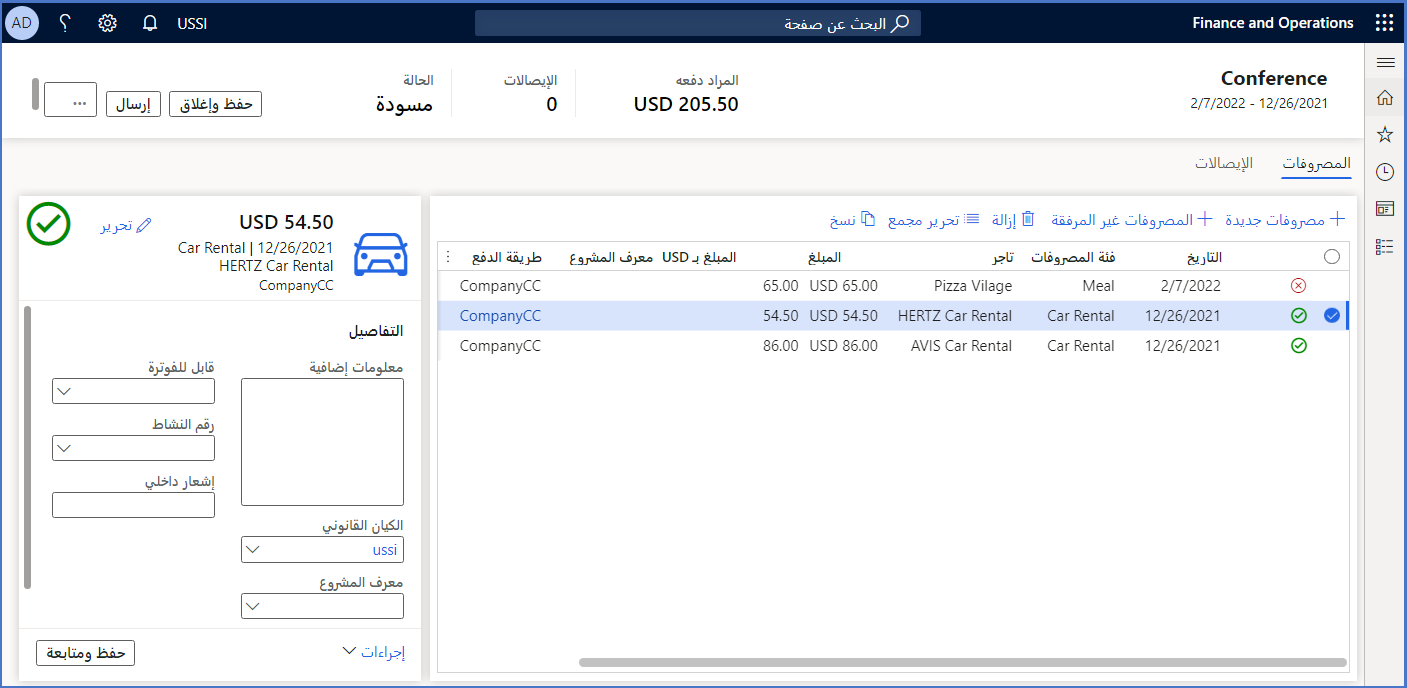 Finance and Operations
البحث عن صفحة
USSI
AD
Conference
2/7/2022 - 12/26/2021
المراد دفعه
USD 205.50
الإيصالات
0
الحالة
مسودة
حفظ وإغلاق
إرسال
...
المصروفات
الإيصالات
مصروفات جديدة
المصروفات غير المرفقة
إزالة
تحرير مجمع
نسخ
التاريخ فئة المصروفات تاجر المبلغ المبلغ بـ USD معرف المشروع طريقة الدفع
2/7/2022 Meal Pizza Vilage USD 65.00 65.00 CompanyCC
12/26/2021 Car Rental HERTZ Car Rental USD 54.50 54.50 CompanyCC
12/26/2021 Car Rental AVIS Car Rental USD 86.00 86.00 CompanyCC
USD 54.50
تحرير
Car Rental | 12/26/2021
HERTZ Car Rental
CompanyCC
التفاصيل
معلومات إضافية
الكيان القانوني
ussi
معرف المشروع
قابل للفوترة
رقم النشاط
إشعار داخلي
إجراءات
حفظ ومتابعة